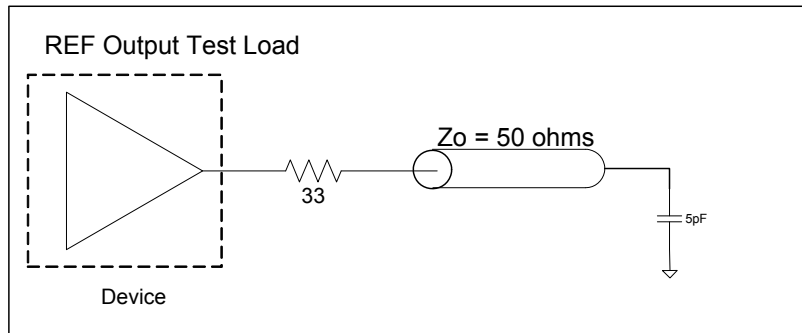 REF Output Test Load
Zo = 50 ohms
33
5pF
Device